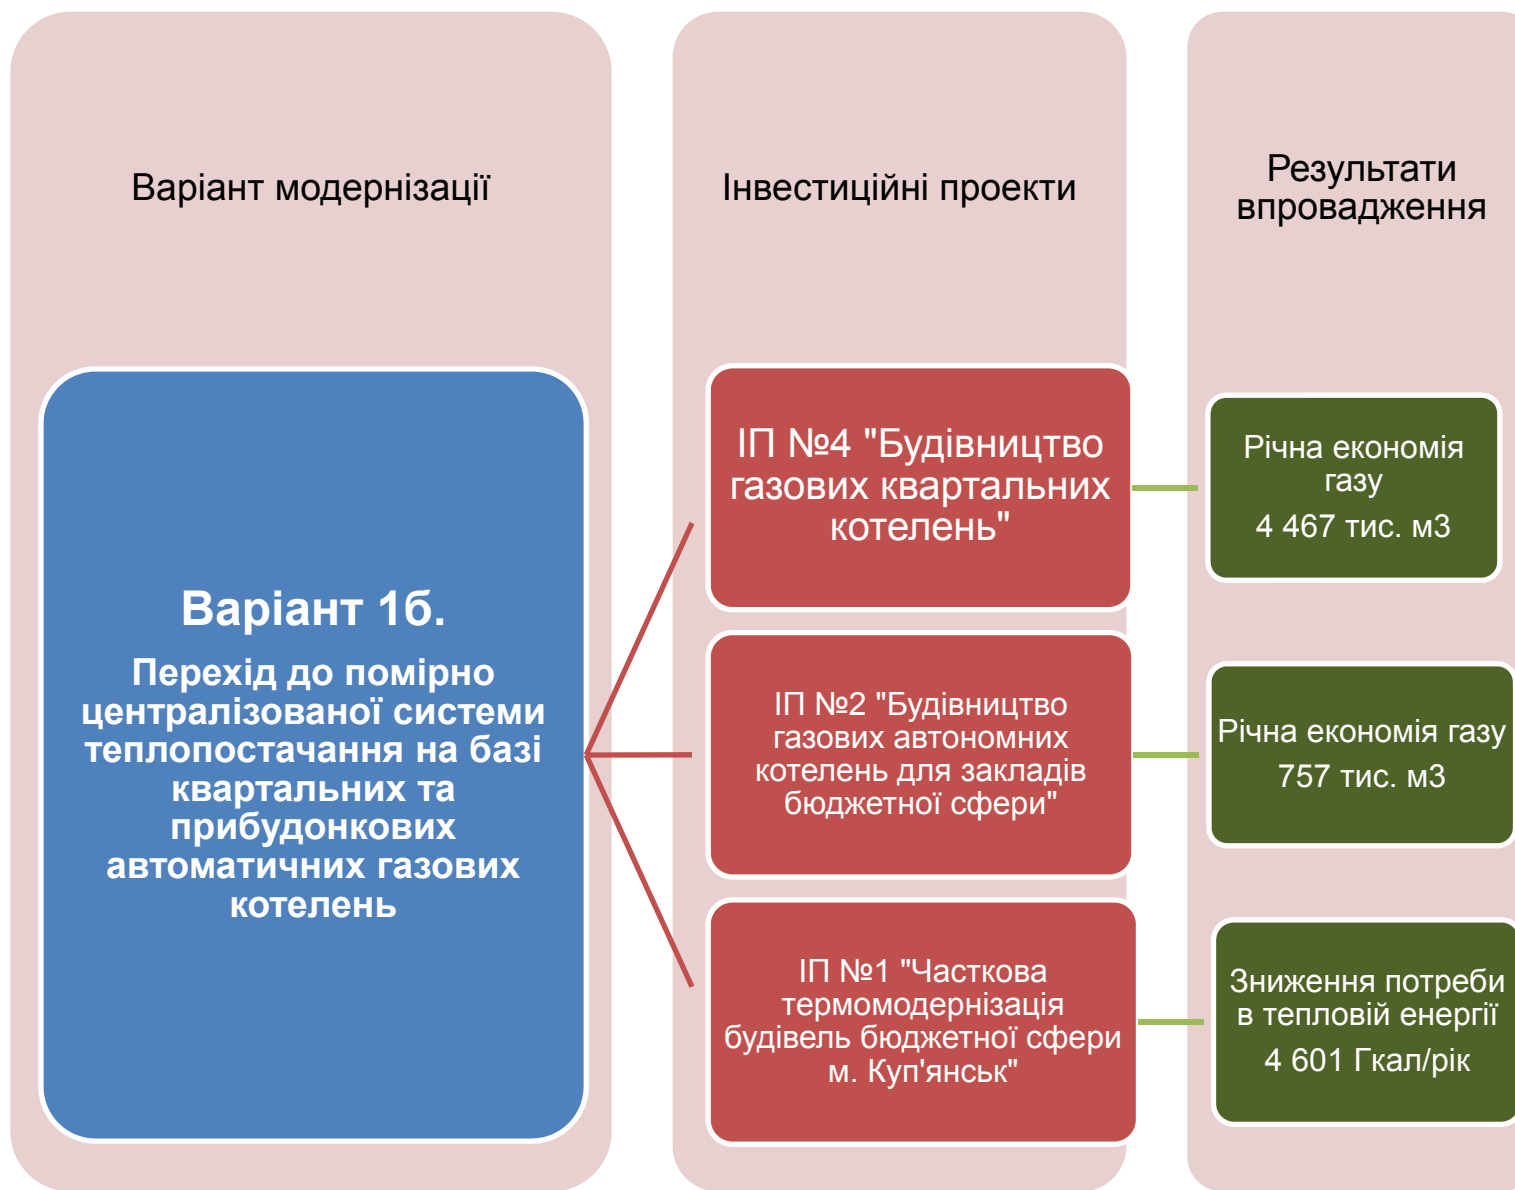 Варіант модернізації
Інвестиційні проекти
Результати
впровадження
Варіант 1б.
Перехід до помірно
централізованої системи
теплопостачання на базі
квартальних та
прибудонкових
автоматичних газових
котелень
ІП №4 "Будівництво
газових квартальних
котелень"
Річна економія
газу
4 467 тис. м3
ІП №2 "Будівництво
газових автономних
котелень для закладів
бюджетної сфери"
Річна економія газу
757 тис. м3
ІП №1 "Часткова
термомодернізація
будівель бюджетної сфери
м. Куп'янськ"
Зниження потреби
в тепловій енергії
4 601 Гкал/рік